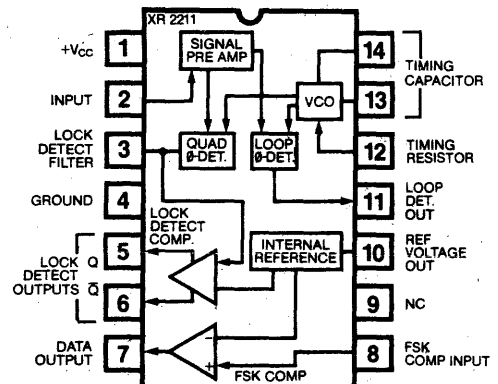 XR 2211
+Vcc
1
SIGNAL
PRE AMP
14
TIMING
CAPACITOR
INPUT
2
VCO
13
LOCK
DETECT
FILTER
3
QUAD
Ø-DET.
LOOP
Ø-DET.
12
TIMING
RESISTOR
GROUND
4
11
LOOP
DET.
OUT
LOCK
DETECT
COMP.
LOCK
DETECT
OUTPUTS
Q
5
Q̅
6
INTERNAL
REFERENCE
10
REF
VOLTAGE
OUT
9
NC
DATA
OUTPUT
7
−
+
FSK COMP
8
FSK
COMP INPUT